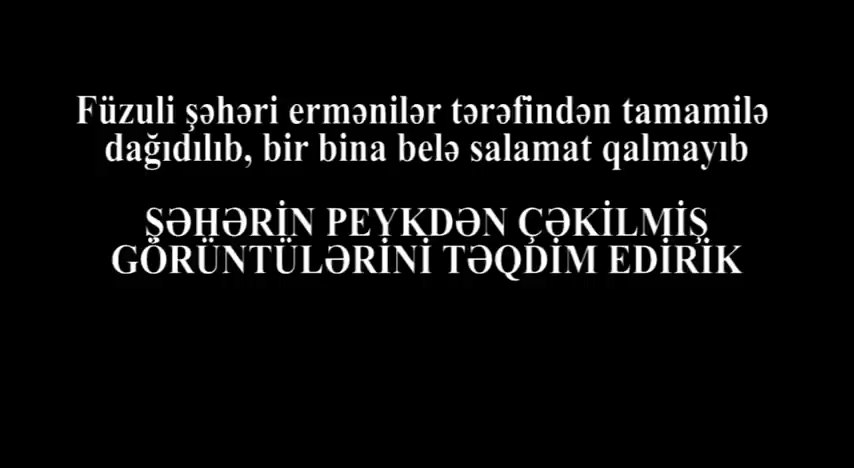 Füzuli şəhəri ermənilər tərəfindən tamamilə
dağıdılıb, bir bina belə salamat qalmayıb
ŞƏHƏRİN PEYKDƏN ÇƏKİLMİŞ
GÖRÜNTÜLƏRİNİ TƏQDİM EDİRİK